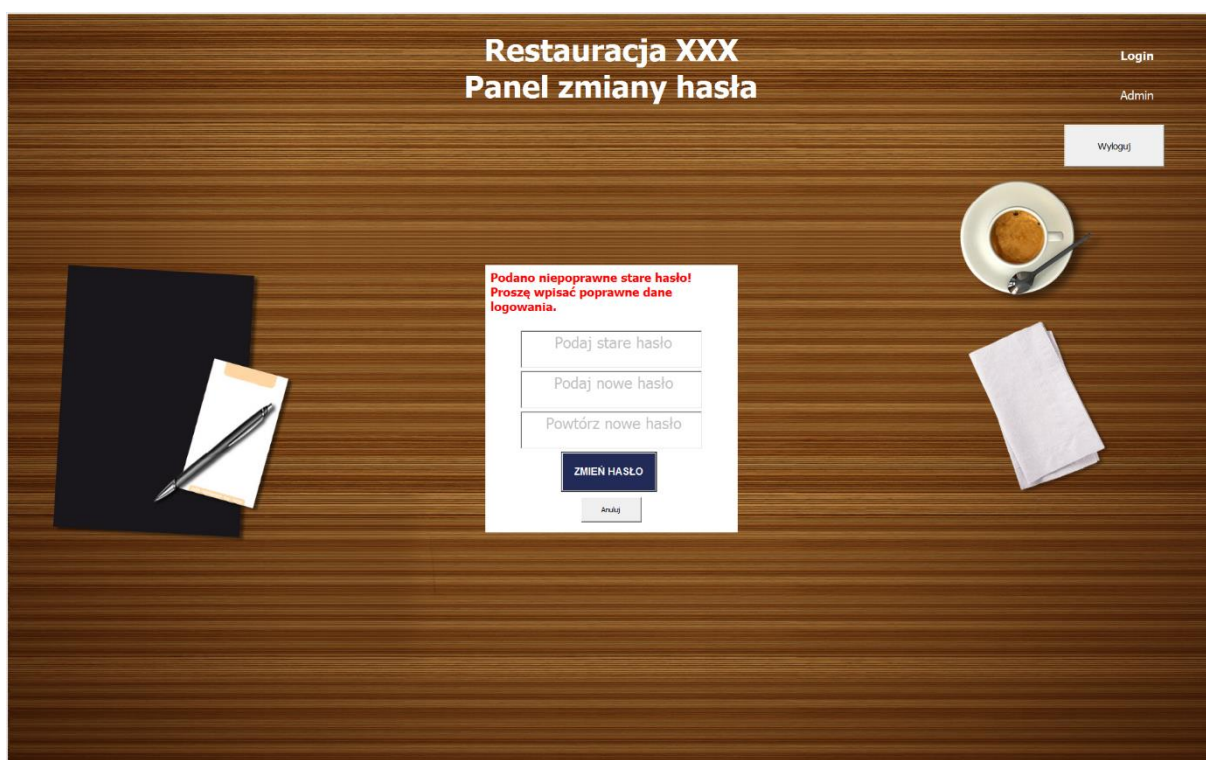 Restauracja XXX
Panel zmiany hasła
Login
Admin
Wyloguj
Podano niepoprawne stare hasło!
Proszę wpisać poprawne dane
logowania.
Podaj stare hasło
Podaj nowe hasło
Powtórz nowe hasło
ZMIEŃ HASŁO
Anuluj